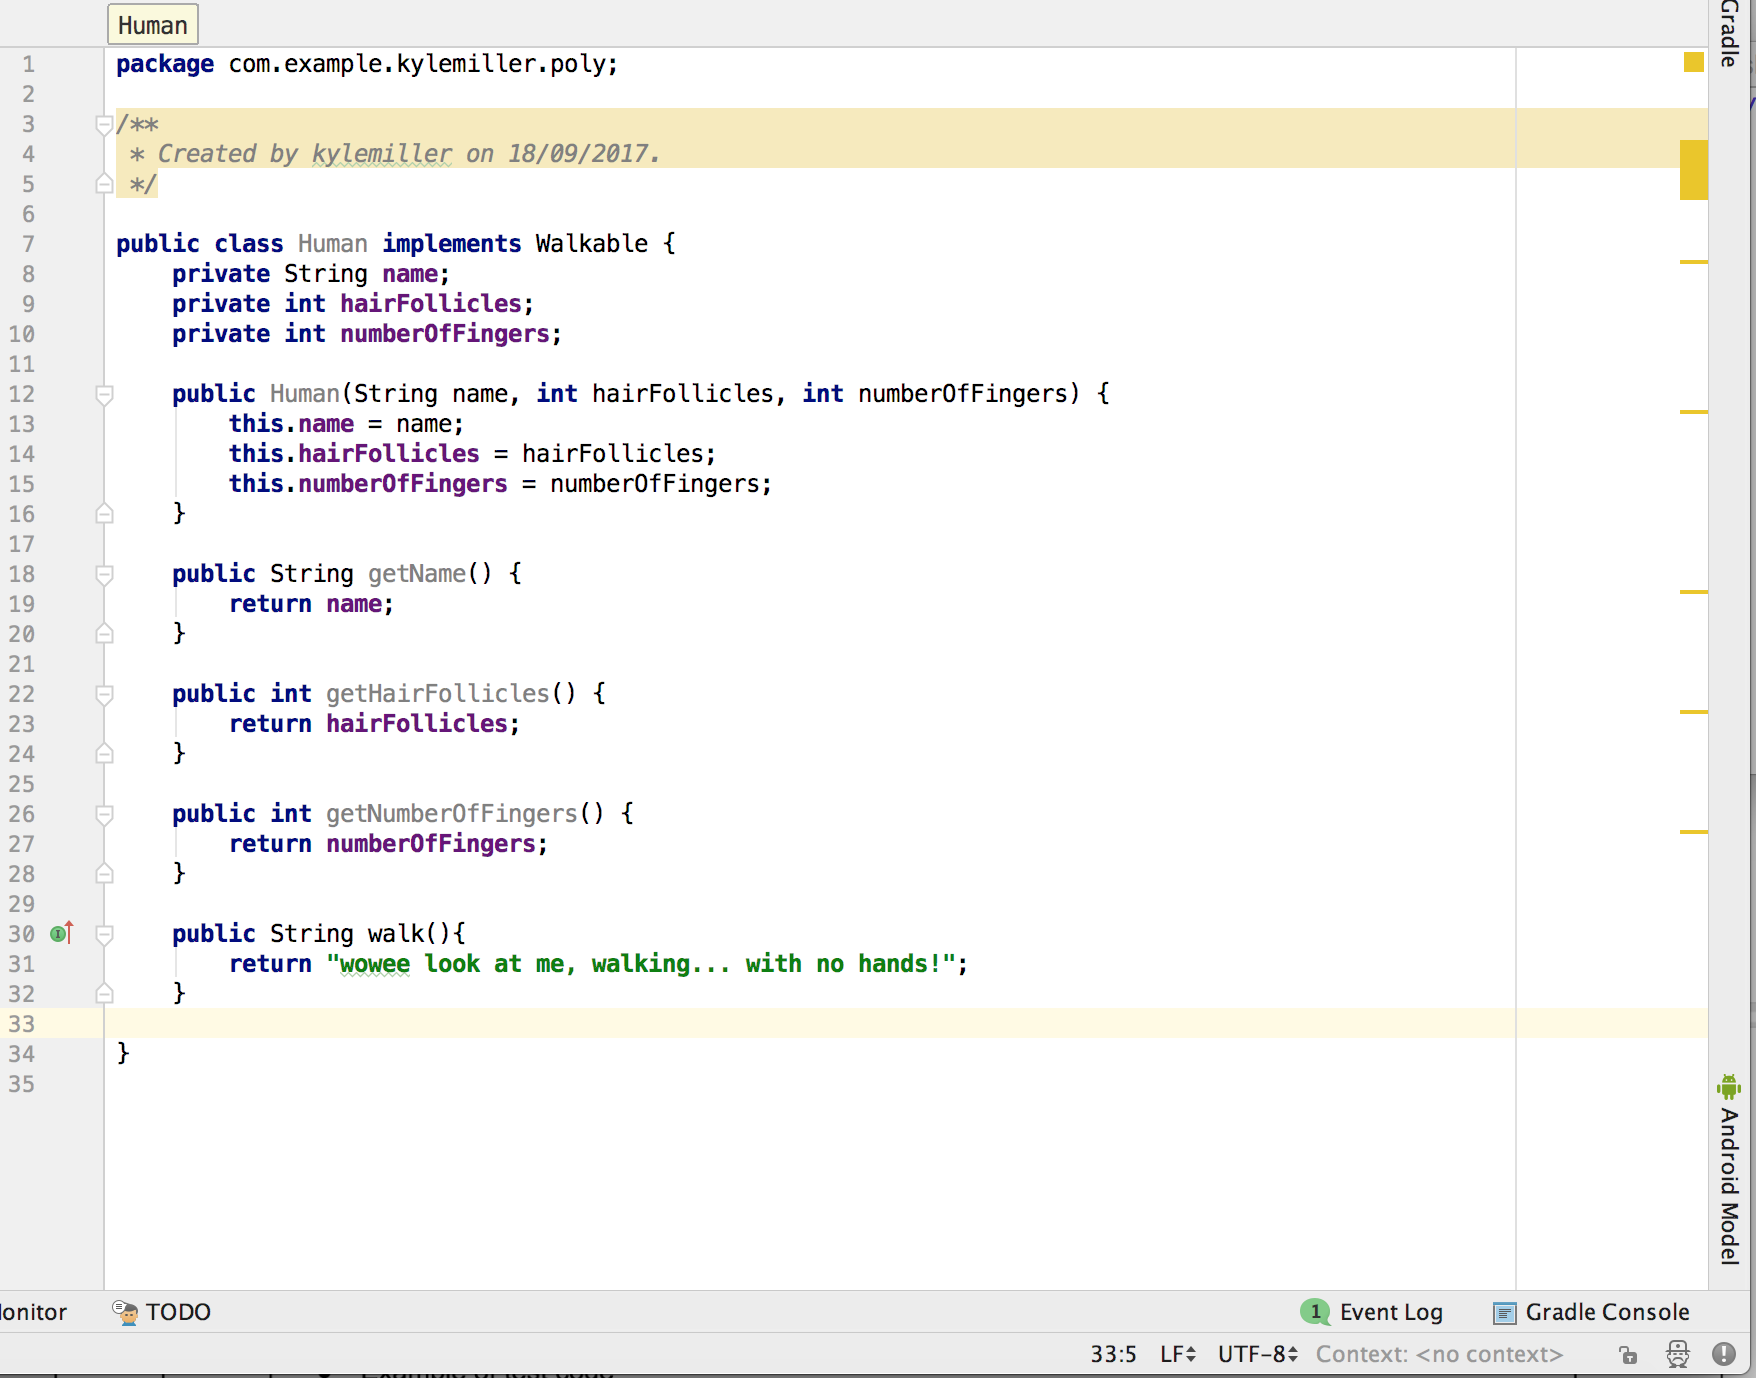 Human
Gradle
1 package com.example.kylemiller.poly;
2
3 /**
4  * Created by kylemiller on 18/09/2017.
5  */
6
7 public class Human implements Walkable {
8     private String name;
9     private int hairFollicles;
10     private int numberOfFingers;
11
12     public Human(String name, int hairFollicles, int numberOfFingers) {
13         this.name = name;
14         this.hairFollicles = hairFollicles;
15         this.numberOfFingers = numberOfFingers;
16     }
17
18     public String getName() {
19         return name;
20     }
21
22     public int getHairFollicles() {
23         return hairFollicles;
24     }
25
26     public int getNumberOfFingers() {
27         return numberOfFingers;
28     }
29
30     public String walk(){
31         return "wowee look at me, walking... with no hands!";
32     }
33
34 }
35
Android Model
onitor TODO 1 Event Log Gradle Console
33:5 LF UTF-8 Context: <no context>